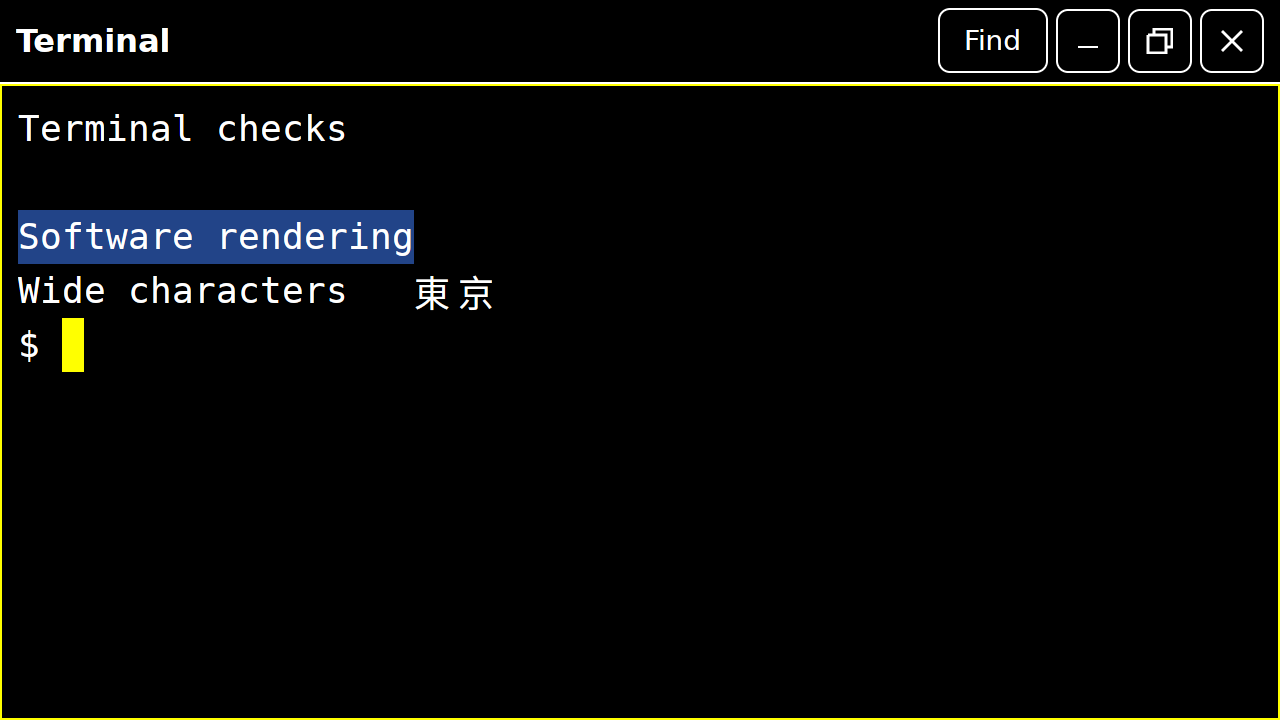 Terminal
Find
Terminal checks
Software rendering
Wide characters 東京
$